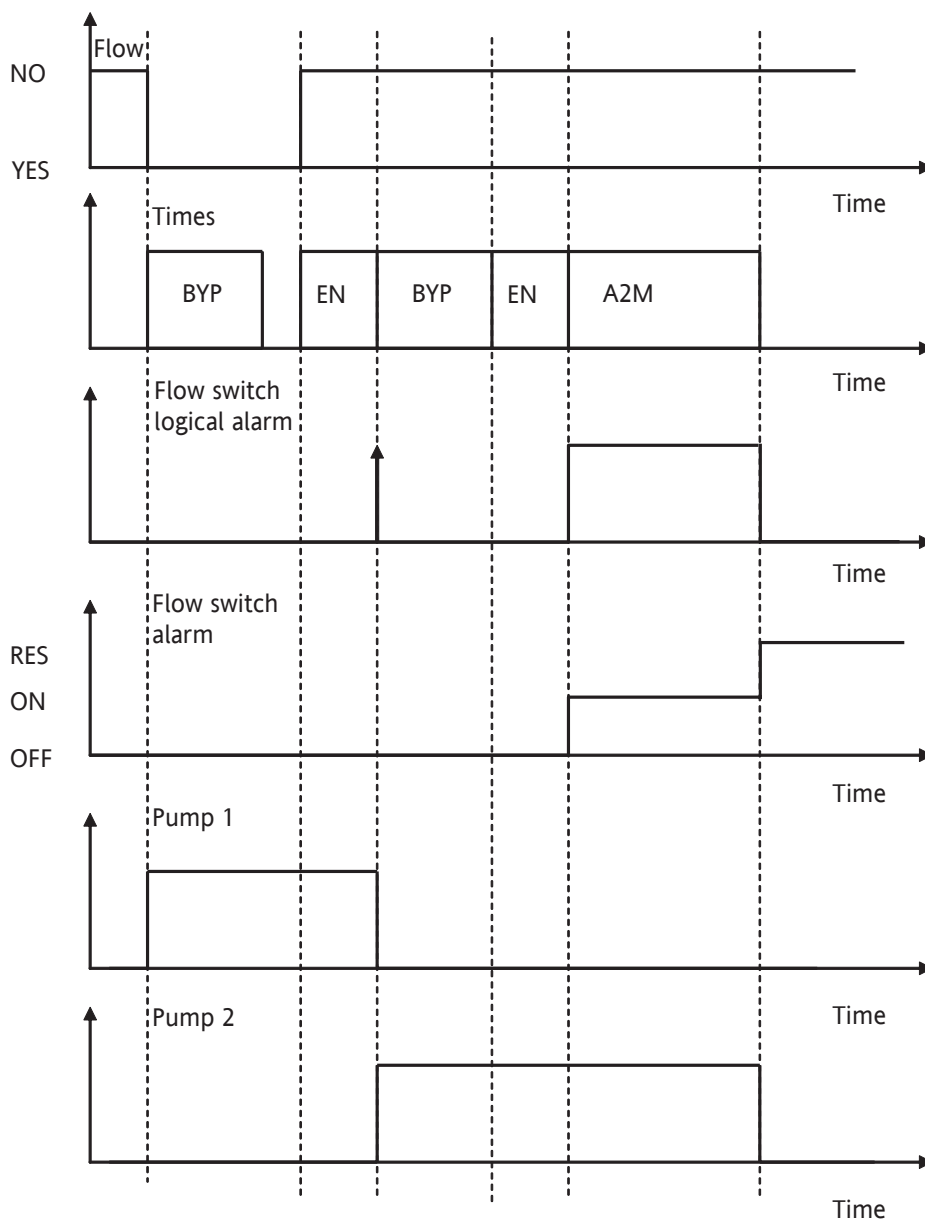 Flow
NO
YES
Time
Times
BYP EN BYP EN A2M
Time
Flow switch
logical alarm
Time
Flow switch
alarm
RES
ON
OFF
Time
Pump 1
Time
Pump 2
Time